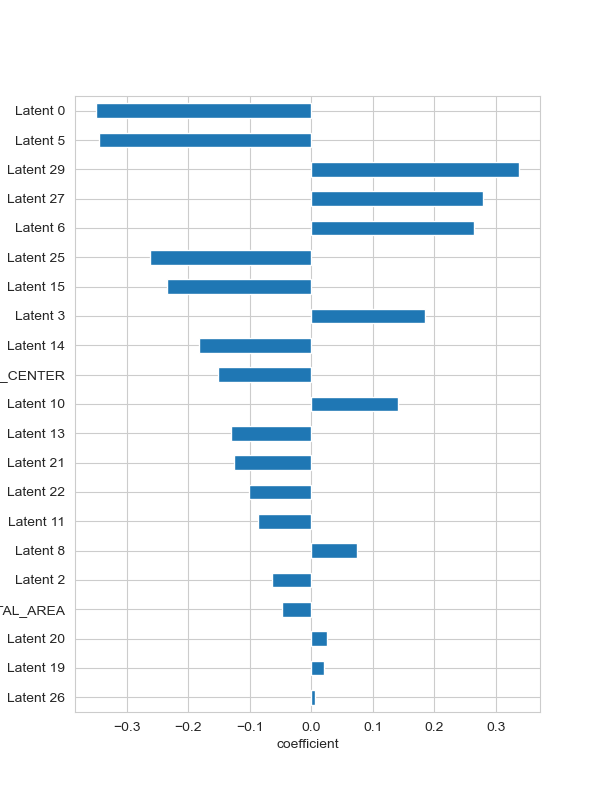 Latent 0
Latent 5
Latent 29
Latent 27
Latent 6
Latent 25
Latent 15
Latent 3
Latent 14
_CENTER
Latent 10
Latent 13
Latent 21
Latent 22
Latent 11
Latent 8
Latent 2
TAL_AREA
Latent 20
Latent 19
Latent 26
−0.3 −0.2 −0.1 0.0 0.1 0.2 0.3
coefficient